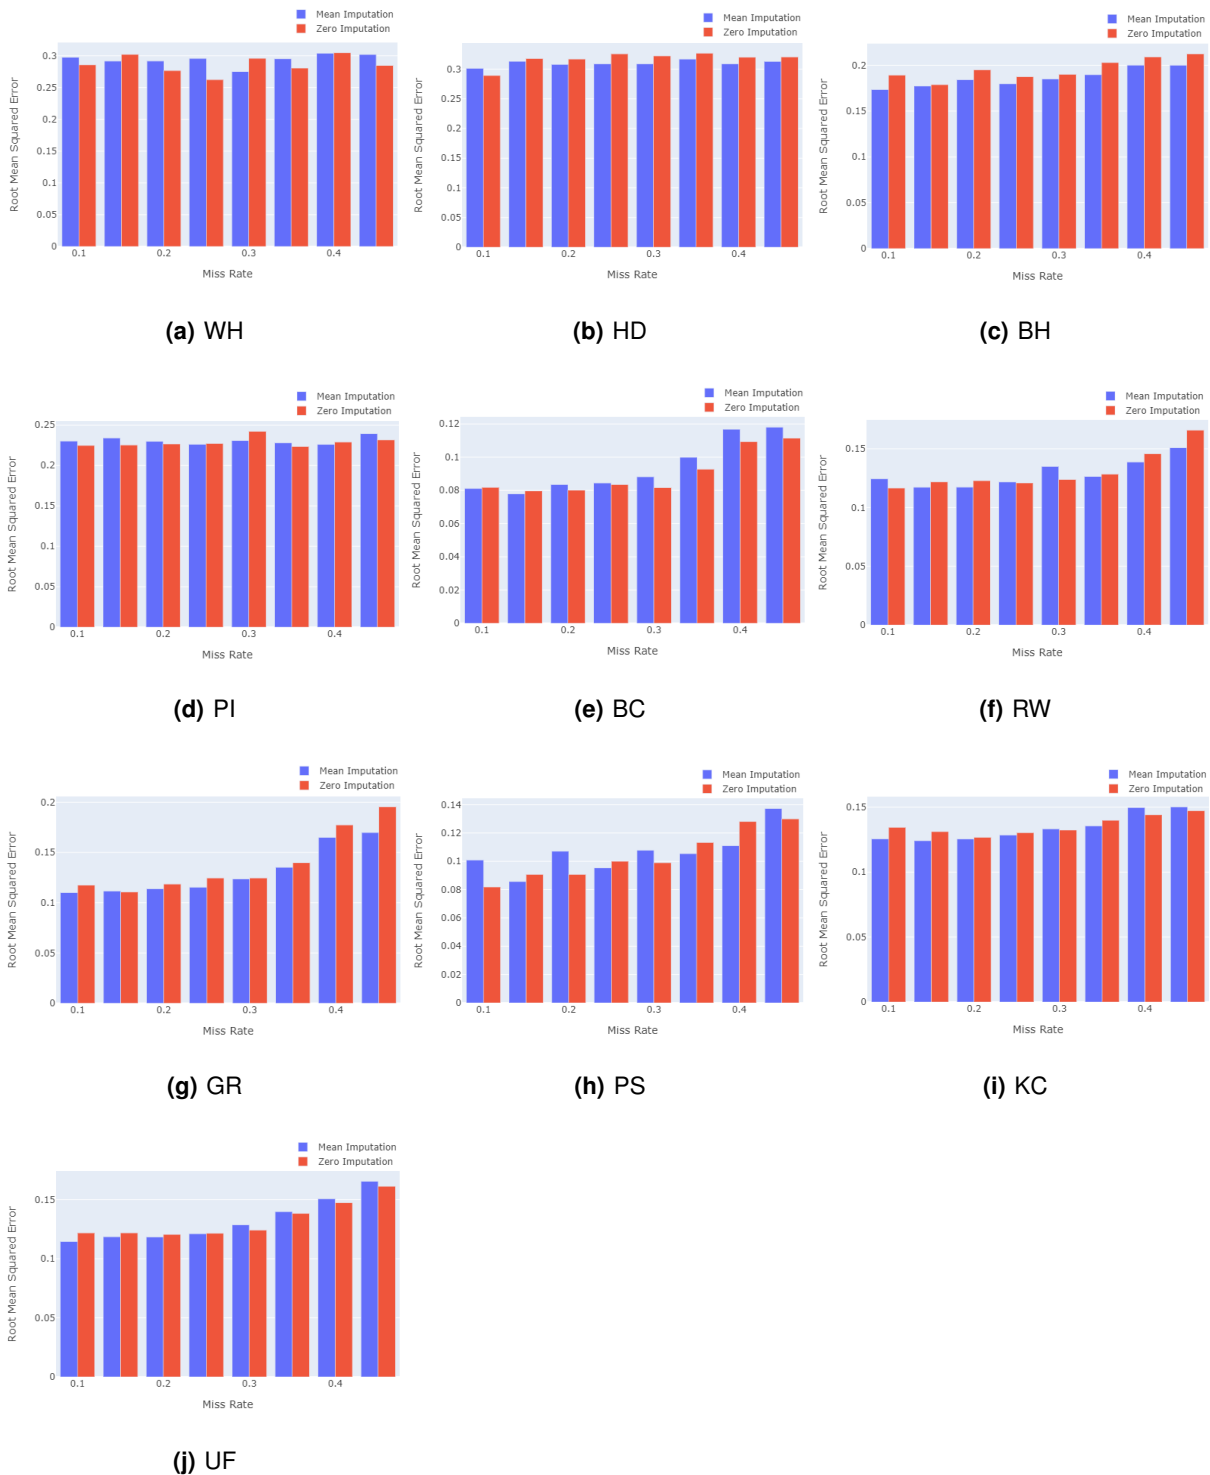 Mean Imputation
Zero Imputation
Root Mean Squared Error
0.3
0.25
0.2
0.15
0.1
0.05
0
0.1 0.2 0.3 0.4
Miss Rate
(a) WH
Mean Imputation
Zero Imputation
Root Mean Squared Error
0.3
0.25
0.2
0.15
0.1
0.05
0
0.1 0.2 0.3 0.4
Miss Rate
(b) HD
Mean Imputation
Zero Imputation
Root Mean Squared Error
0.2
0.15
0.1
0.05
0
0.1 0.2 0.3 0.4
Miss Rate
(c) BH
Mean Imputation
Zero Imputation
Root Mean Squared Error
0.25
0.2
0.15
0.1
0.05
0
0.1 0.2 0.3 0.4
Miss Rate
(d) PI
Mean Imputation
Zero Imputation
Root Mean Squared Error
0.12
0.1
0.08
0.06
0.04
0.02
0
0.1 0.2 0.3 0.4
Miss Rate
(e) BC
Mean Imputation
Zero Imputation
Root Mean Squared Error
0.15
0.1
0.05
0
0.1 0.2 0.3 0.4
Miss Rate
(f) RW
Mean Imputation
Zero Imputation
Root Mean Squared Error
0.2
0.15
0.1
0.05
0
0.1 0.2 0.3 0.4
Miss Rate
(g) GR
Mean Imputation
Zero Imputation
Root Mean Squared Error
0.14
0.12
0.1
0.08
0.06
0.04
0.02
0
0.1 0.2 0.3 0.4
Miss Rate
(h) PS
Mean Imputation
Zero Imputation
Root Mean Squared Error
0.15
0.1
0.05
0
0.1 0.2 0.3 0.4
Miss Rate
(i) KC
Mean Imputation
Zero Imputation
Root Mean Squared Error
0.15
0.1
0.05
0
0.1 0.2 0.3 0.4
Miss Rate
(j) UF